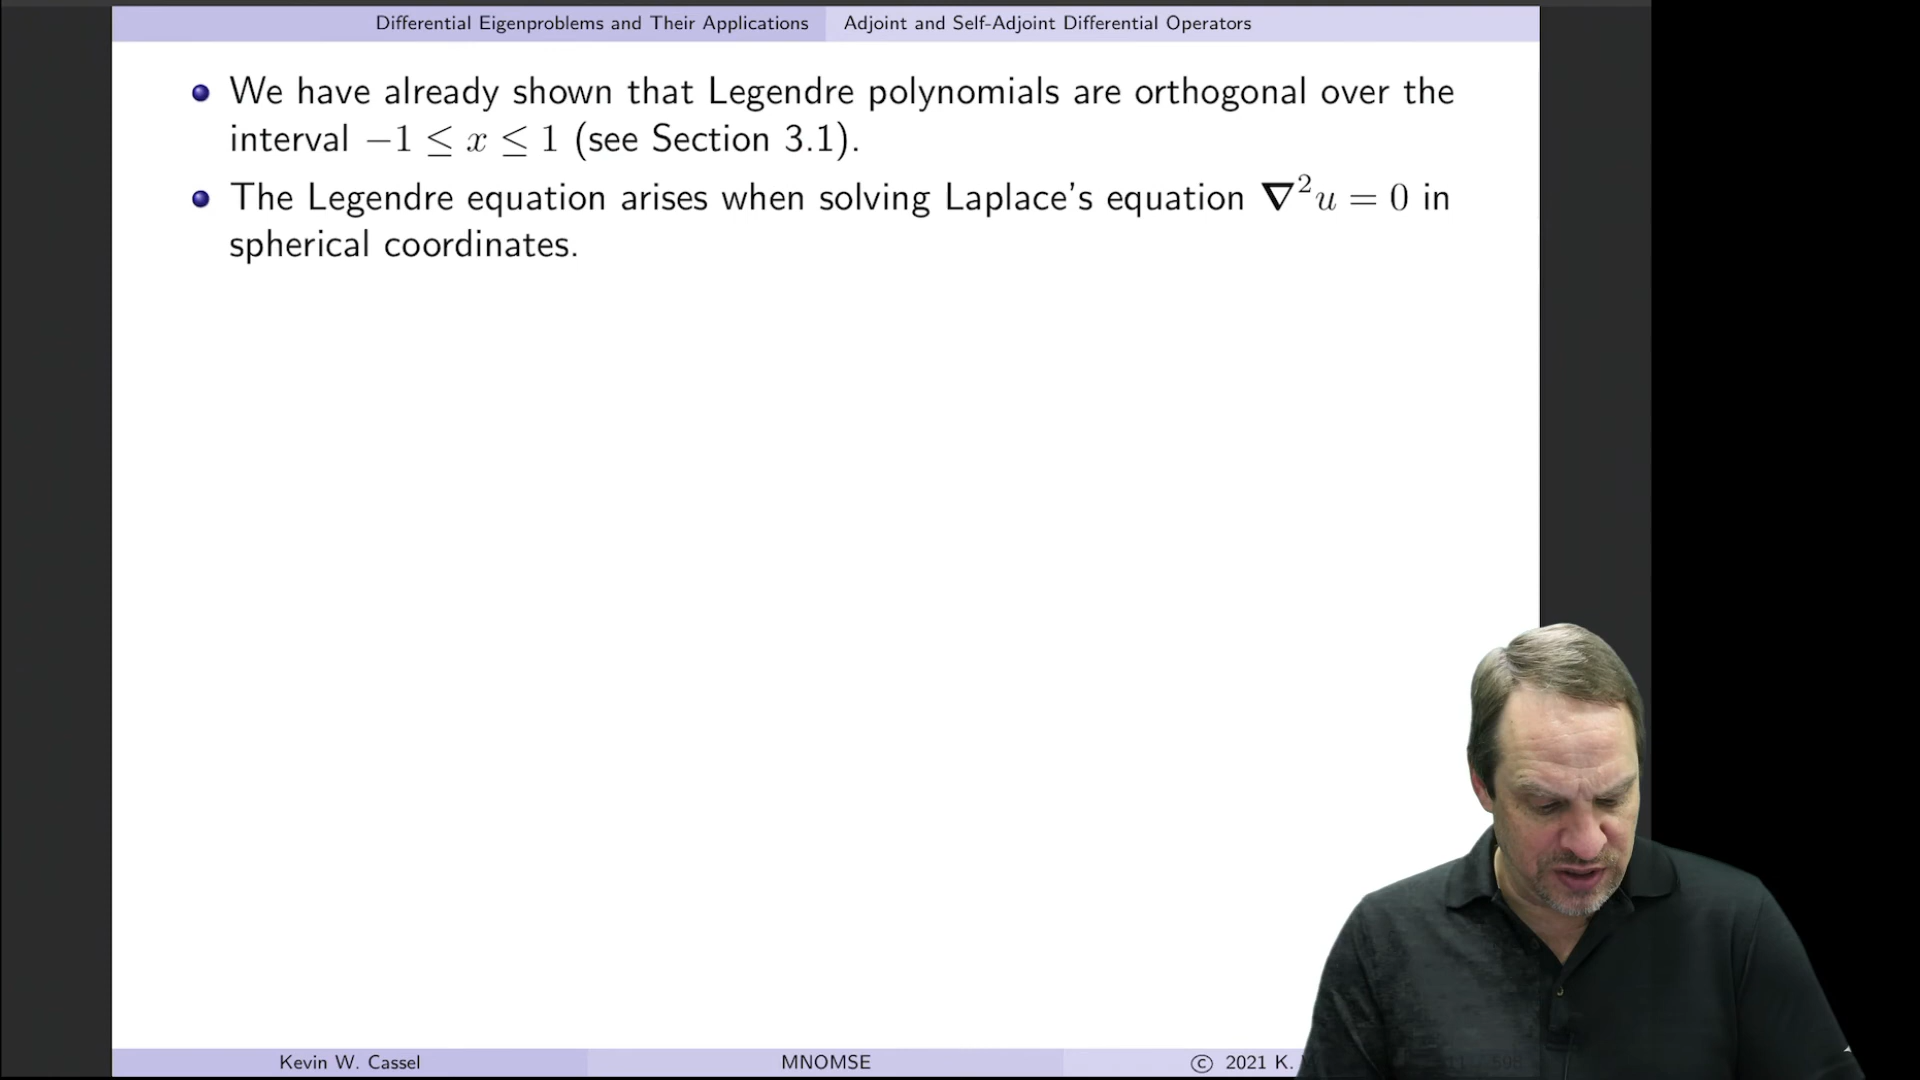 Differential Eigenproblems and Their Applications Adjoint and Self-Adjoint Differential Operators
We have already shown that Legendre polynomials are orthogonal over the
interval −1 ≤ x ≤ 1 (see Section 3.1).
The Legendre equation arises when solving Laplace's equation ∇²u = 0 in
spherical coordinates.
Kevin W. Cassel MNOMSE © 2021 K.